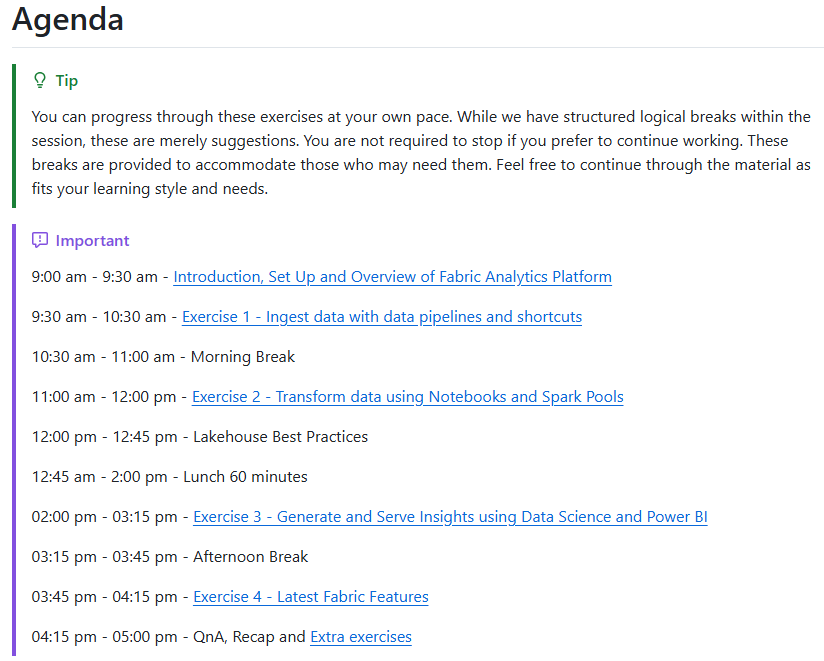 Agenda
Tip
You can progress through these exercises at your own pace. While we have structured logical breaks within the
session, these are merely suggestions. You are not required to stop if you prefer to continue working. These
breaks are provided to accommodate those who may need them. Feel free to continue through the material as
fits your learning style and needs.
Important
9:00 am - 9:30 am - Introduction, Set Up and Overview of Fabric Analytics Platform
9:30 am - 10:30 am - Exercise 1 - Ingest data with data pipelines and shortcuts
10:30 am - 11:00 am - Morning Break
11:00 am - 12:00 pm - Exercise 2 - Transform data using Notebooks and Spark Pools
12:00 pm - 12:45 pm - Lakehouse Best Practices
12:45 am - 2:00 pm - Lunch 60 minutes
02:00 pm - 03:15 pm - Exercise 3 - Generate and Serve Insights using Data Science and Power BI
03:15 pm - 03:45 pm - Afternoon Break
03:45 pm - 04:15 pm - Exercise 4 - Latest Fabric Features
04:15 pm - 05:00 pm - QnA, Recap and Extra exercises